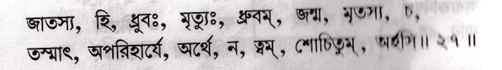 জাতস্য, হি, ধ্রুবঃ, মৃত্যুঃ, ধ্রুবম্, জন্ম, মৃতস্য, চ,
তস্মাৎ, অপরিহার্যে, অর্থে, ন, ত্বম্, শোচিতুম্, অর্হসি॥ ২৭ ॥